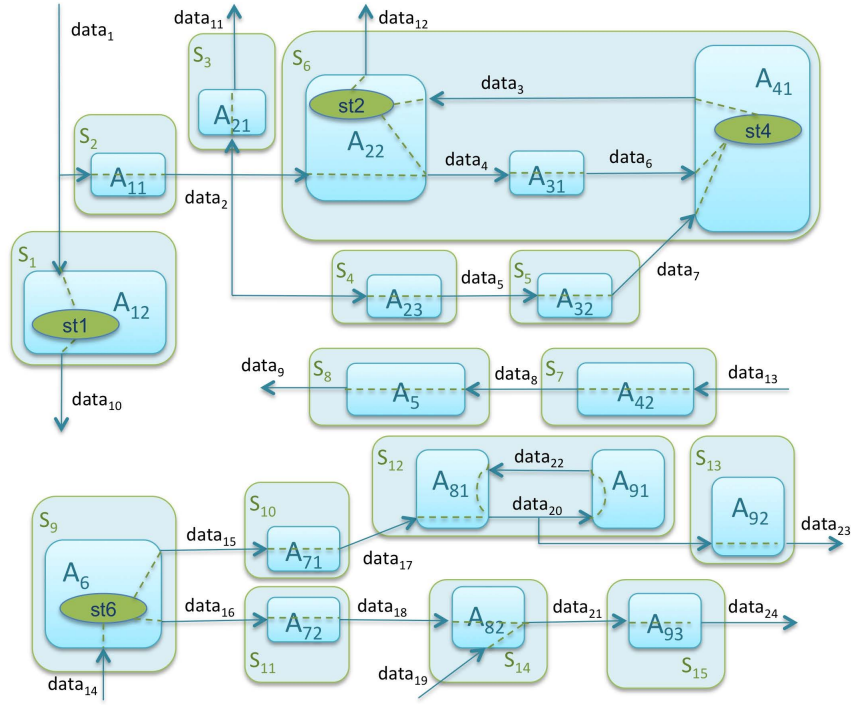 data₁
data₁₁
data₁₂
S₃
S₆
A₄₁
data₃
st2
st4
A₂₁
S₂
A₂₂
data₄
data₆
A₁₁
A₃₁
data₂
S₁
S₄
data₅
S₅
data₇
A₁₂
A₂₃
A₃₂
st1
data₉
S₈
data₈
S₇
data₁₃
A₅
A₄₂
data₁₀
S₁₂
data₂₂
S₁₃
A₈₁
A₉₁
S₁₀
data₂₀
S₉
A₉₂
data₁₅
data₂₃
A₇₁
data₁₇
A₆
st6
data₁₆
S₁₁
A₇₂
data₁₈
A₈₂
data₂₁
A₉₃
data₂₄
S₁₄
S₁₅
data₁₄
data₁₉